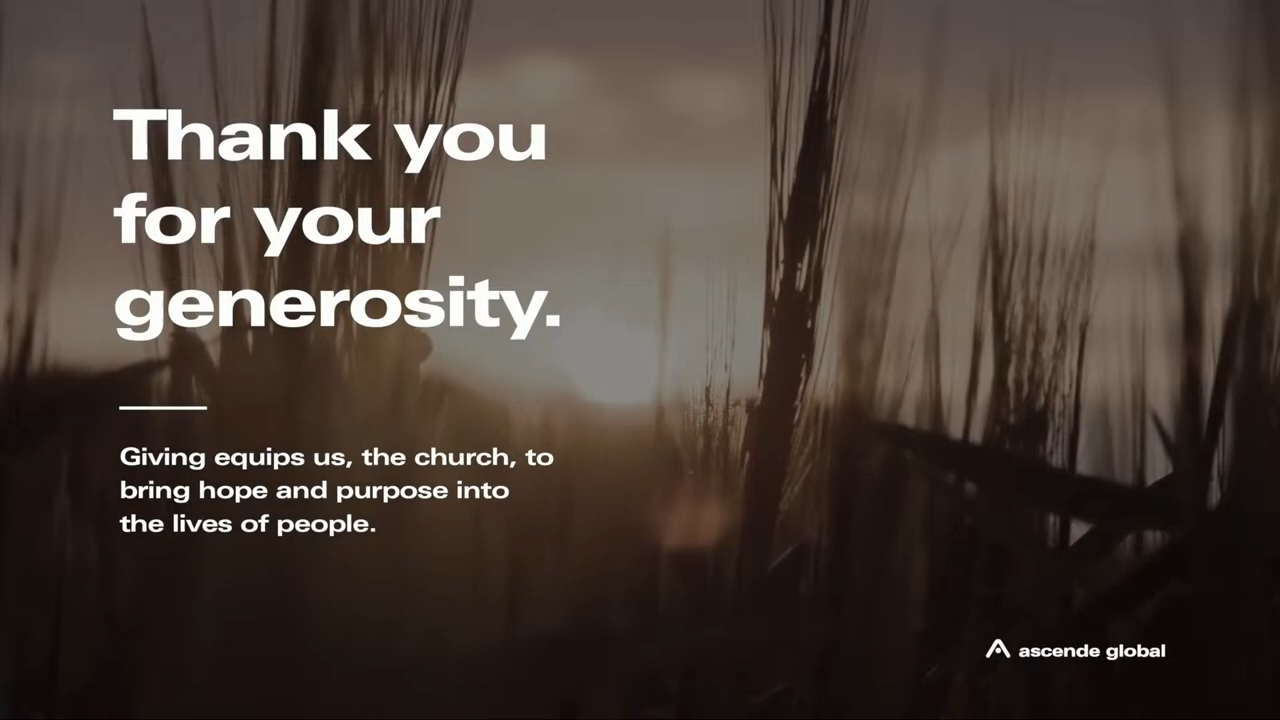 Thank you
for your
generosity.
Giving equips us, the church, to
bring hope and purpose into
the lives of people.
ascende global